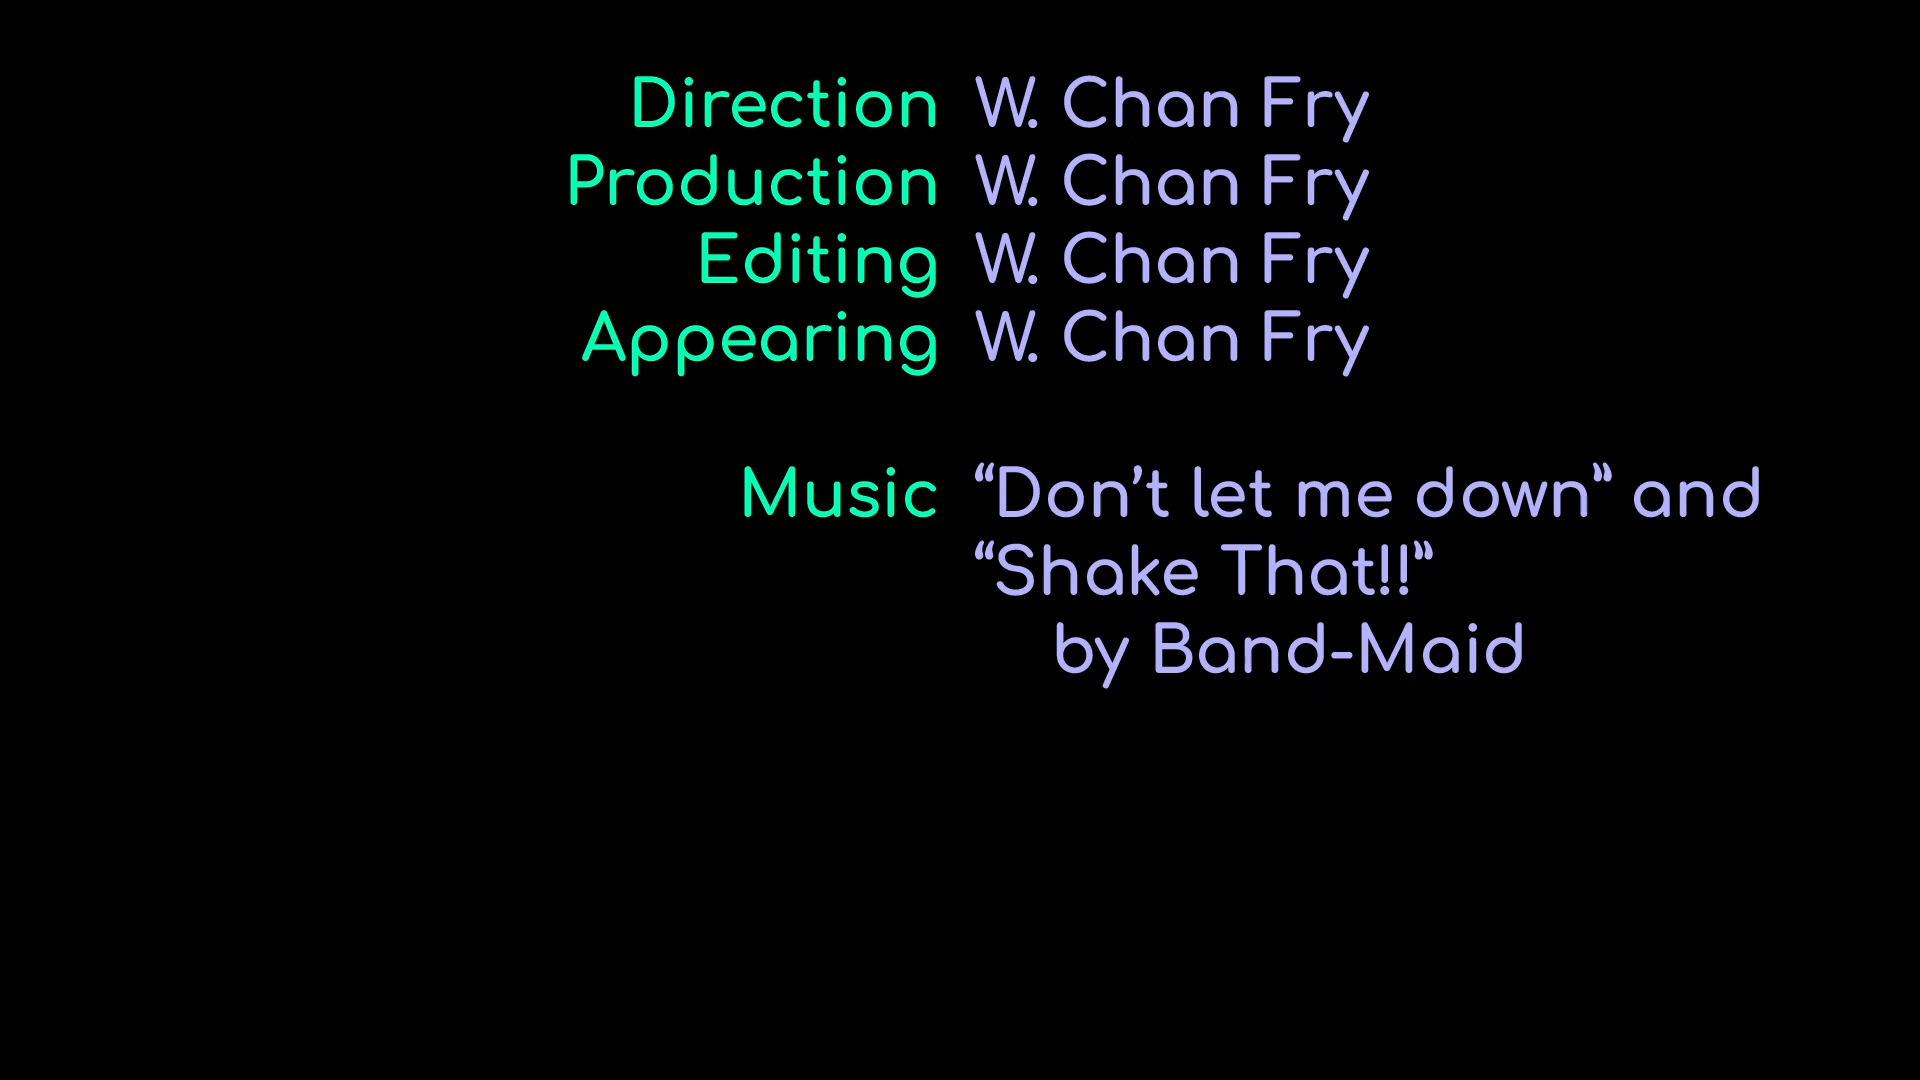 Direction W. Chan Fry
Production W. Chan Fry
Editing W. Chan Fry
Appearing W. Chan Fry
Music “Don’t let me down” and
“Shake That!!”
by Band-Maid